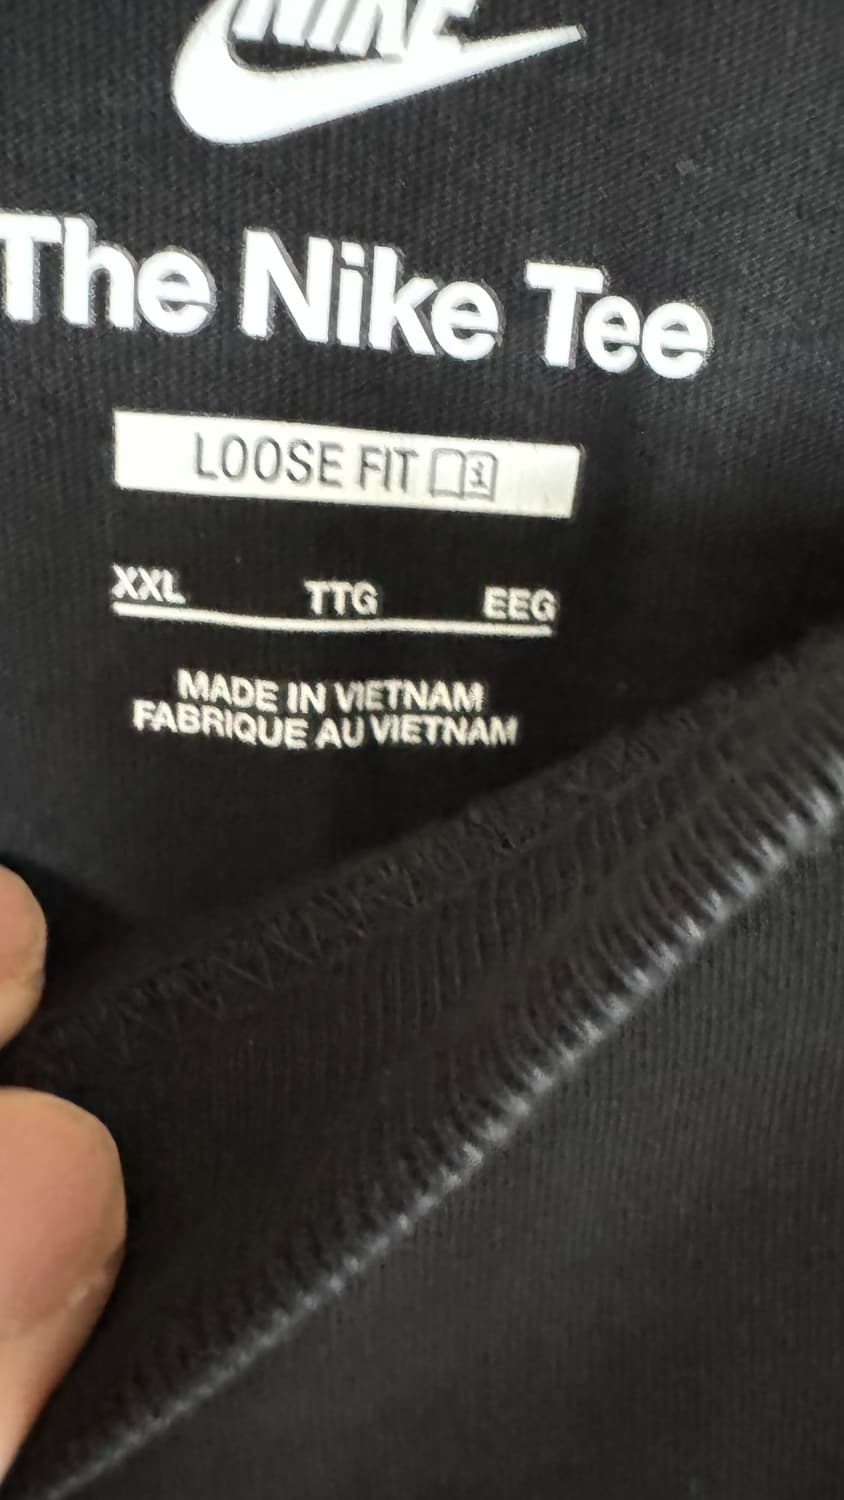 NIKE
The Nike Tee
LOOSE FIT
XXL TTG EEG
MADE IN VIETNAM
FABRIQUE AU VIETNAM